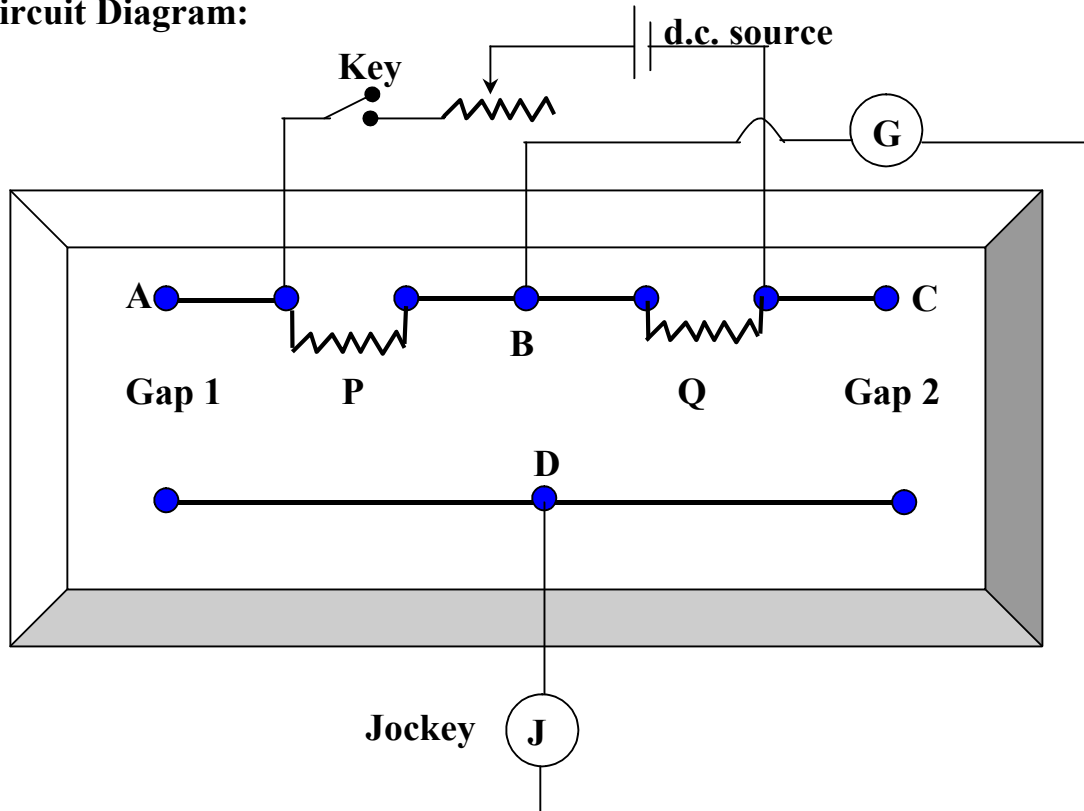 ircuit Diagram:
d.c. source
Key
G
A
C
B
Gap 1 P Q Gap 2
D
Jockey J